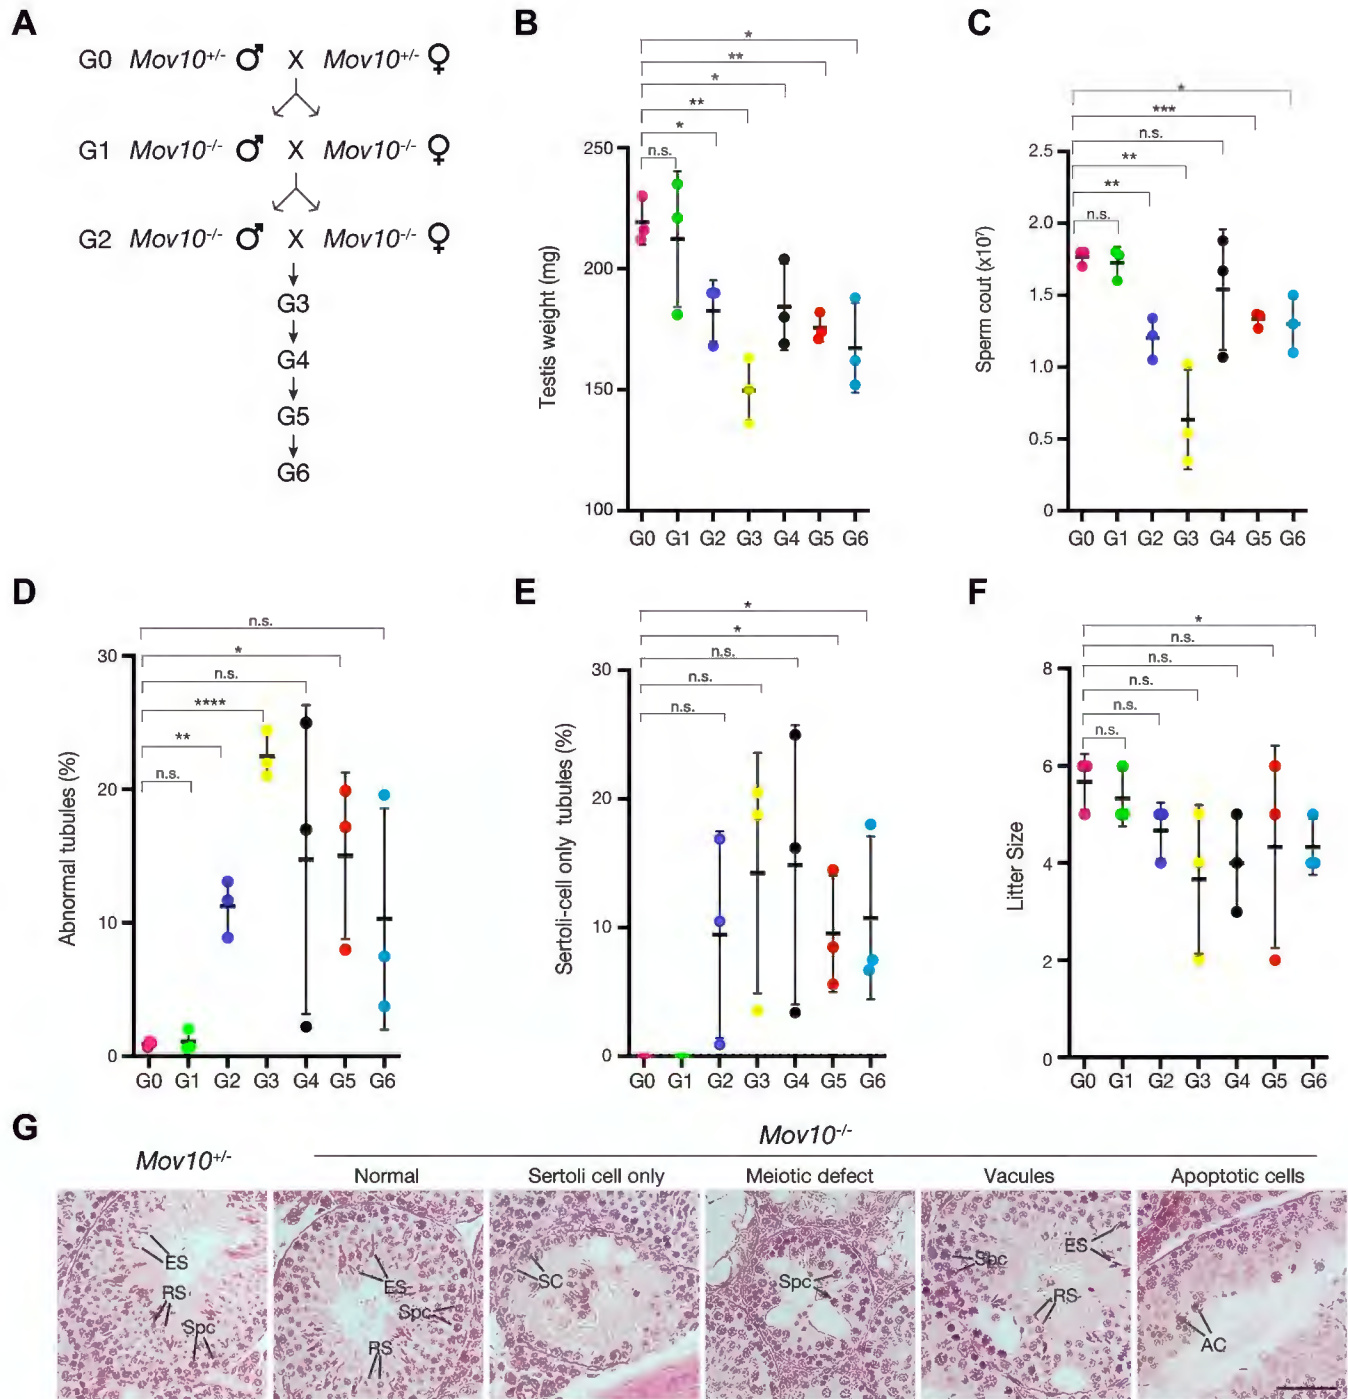 A
G0 Mov10+/- ♂ X Mov10+/- ♀
G1 Mov10-/- ♂ X Mov10-/- ♀
G2 Mov10-/- ♂ X Mov10-/- ♀
G3
G4
G5
G6
B
*
**
*
**
*
n.s.
250
200
150
100
Testis weight (mg)
G0 G1 G2 G3 G4 G5 G6
C
*
***
n.s.
**
**
n.s.
2.5
2.0
1.5
1.0
0.5
0
Sperm cout (x10⁷)
G0 G1 G2 G3 G4 G5 G6
D
n.s.
*
n.s.
****
**
n.s.
30
20
10
0
Abnormal tubules (%)
G0 G1 G2 G3 G4 G5 G6
E
*
*
n.s.
n.s.
n.s.
30
20
10
0
Sertoli-cell only tubules (%)
G0 G1 G2 G3 G4 G5 G6
F
*
n.s.
n.s.
n.s.
n.s.
n.s.
8
6
4
2
0
Litter Size
G0 G1 G2 G3 G4 G5 G6
G
Mov10+/-
Mov10-/-
Normal Sertoli cell only Meiotic defect Vacules Apoptotic cells
ES
RS
Spc
ES
Spc
RS
SC
Spc
ES
Spc
RS
AC